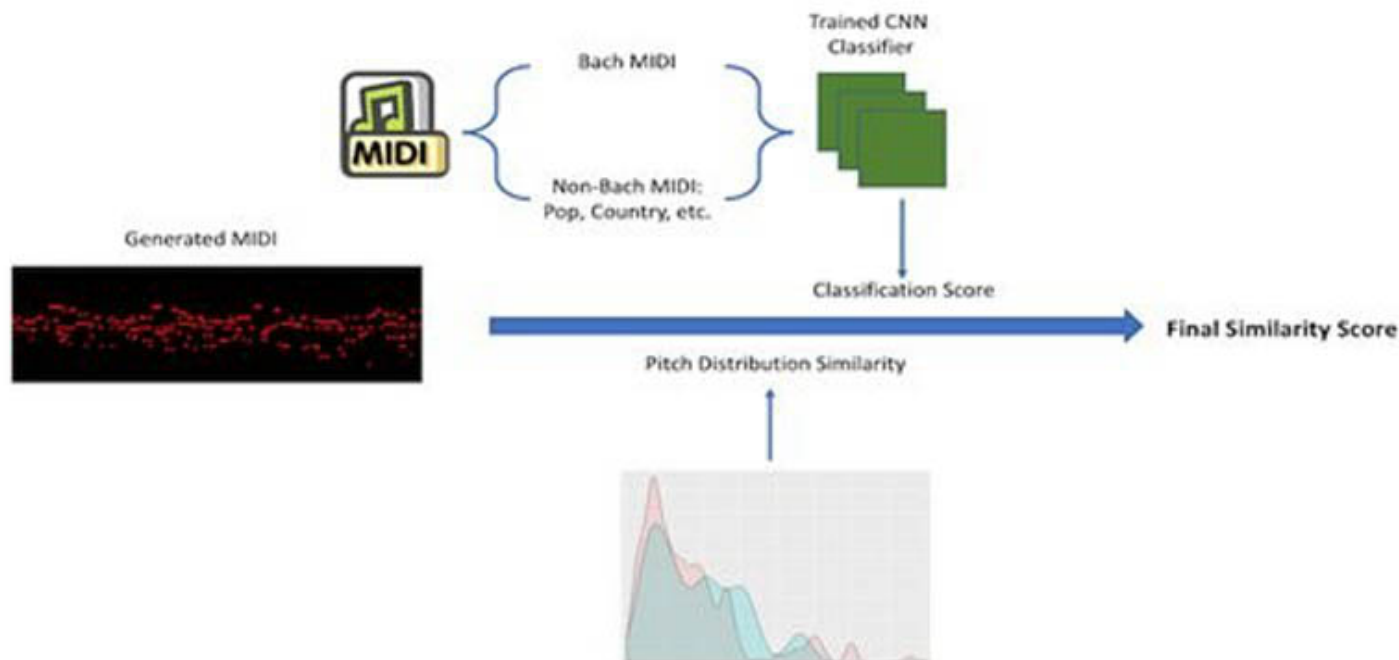 Trained CNN
Classifier
Bach MIDI
MIDI
Non-Bach MIDI:
Pop, Country, etc.
Generated MIDI
Classification Score
Final Similarity Score
Pitch Distribution Similarity